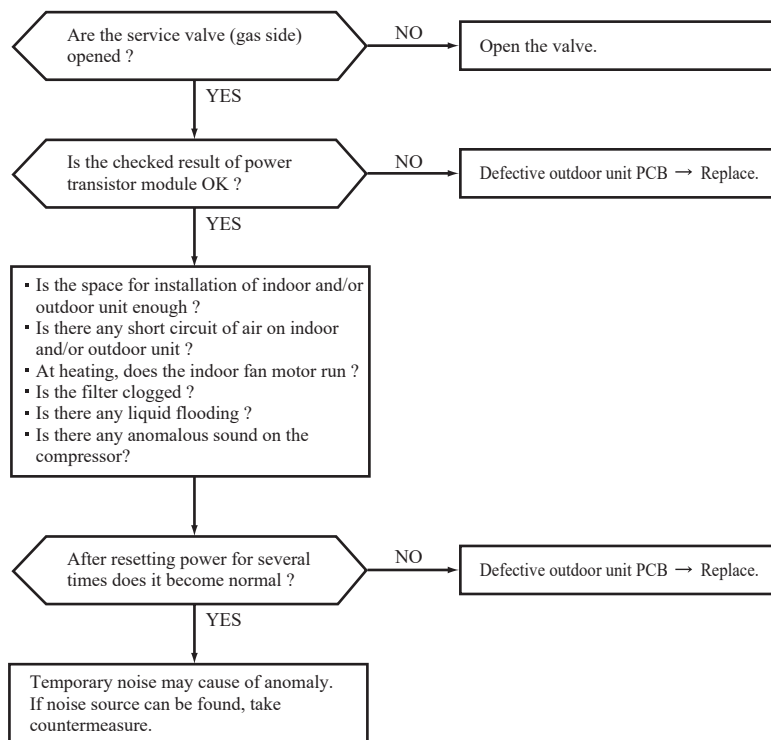 Are the service valve (gas side)
opened ?
NO
Open the valve.
YES
Is the checked result of power
transistor module OK ?
NO
Defective outdoor unit PCB → Replace.
YES
・Is the space for installation of indoor and/or
outdoor unit enough ?
・Is there any short circuit of air on indoor
and/or outdoor unit ?
・At heating, does the indoor fan motor run ?
・Is the filter clogged ?
・Is there any liquid flooding ?
・Is there any anomalous sound on the
compressor?
After resetting power for several
times does it become normal ?
NO
Defective outdoor unit PCB → Replace.
YES
Temporary noise may cause of anomaly.
If noise source can be found, take
countermeasure.